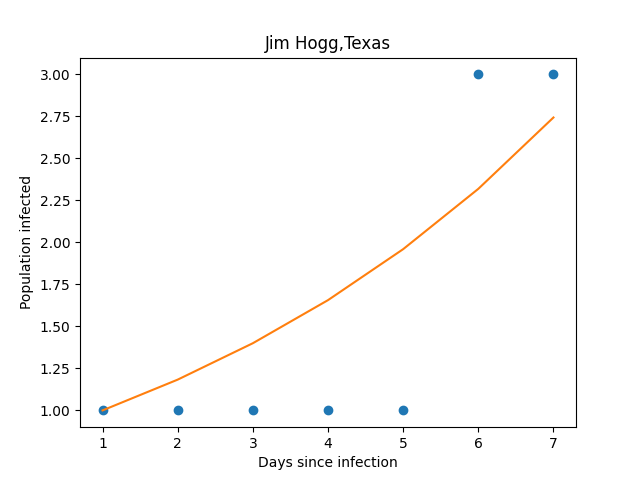 Jim Hogg,Texas
3.00
2.75
2.50
2.25
2.00
1.75
1.50
1.25
1.00
Population infected
1 2 3 4 5 6 7
Days since infection